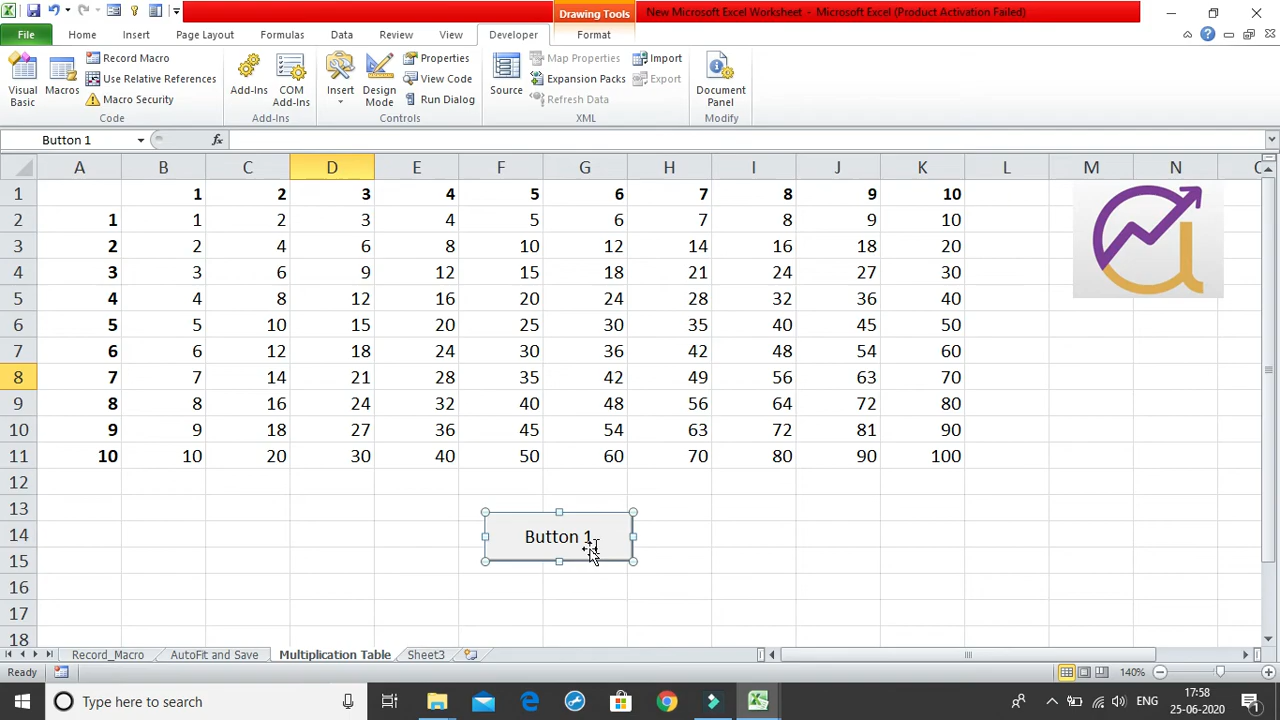 Drawing Tools
New Microsoft Excel Worksheet - Microsoft Excel (Product Activation Failed)
File Home Insert Page Layout Formulas Data Review View Developer Format
Visual Basic
Macros
Record Macro
Use Relative References
Macro Security
Code
Add-Ins
COM Add-Ins
Add-Ins
Insert
Design Mode
Properties
View Code
Run Dialog
Controls
Source
Map Properties
Expansion Packs
Refresh Data
Import
Export
XML
Document Panel
Modify
Button 1 fx
A B C D E F G H I J K L M N
1 1 2 3 4 5 6 7 8 9 10
2 1 1 2 3 4 5 6 7 8 9 10
3 2 2 4 6 8 10 12 14 16 18 20
4 3 3 6 9 12 15 18 21 24 27 30
5 4 4 8 12 16 20 24 28 32 36 40
6 5 5 10 15 20 25 30 35 40 45 50
7 6 6 12 18 24 30 36 42 48 54 60
8 7 7 14 21 28 35 42 49 56 63 70
9 8 8 16 24 32 40 48 56 64 72 80
10 9 9 18 27 36 45 54 63 72 81 90
11 10 10 20 30 40 50 60 70 80 90 100
12
13
14 Button 1
15
16
17
18
Record_Macro AutoFit and Save Multiplication Table Sheet3
Ready 140%
Type here to search ENG 17:58
25-06-2020